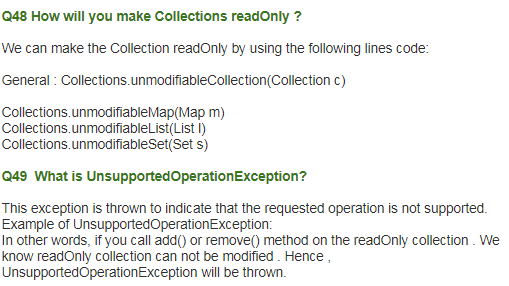 Q48 How will you make Collections readOnly ?
We can make the Collection readOnly by using the following lines code:
General : Collections.unmodifiableCollection(Collection c)
Collections.unmodifiableMap(Map m)
Collections.unmodifiableList(List l)
Collections.unmodifiableSet(Set s)
Q49  What is UnsupportedOperationException?
This exception is thrown to indicate that the requested operation is not supported.
Example of UnsupportedOperationException:
In other words, if you call add() or remove() method on the readOnly collection . We
know readOnly collection can not be modified . Hence ,
UnsupportedOperationException will be thrown.